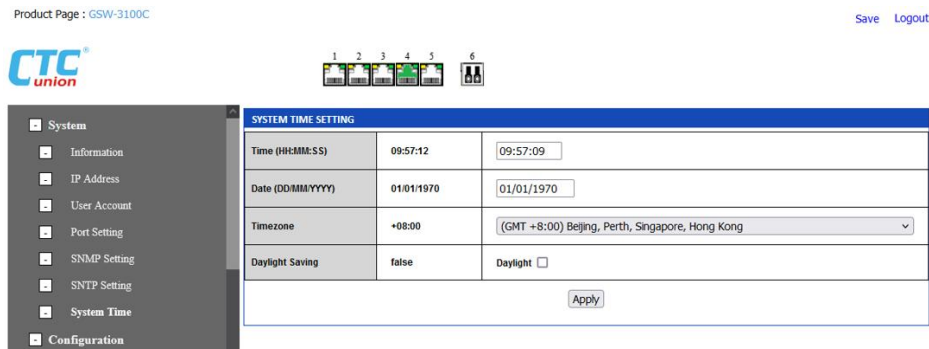 Product Page : GSW-3100C
Save Logout
CTC®
union
1 2 3 4 5 6
- System
- Information
- IP Address
- User Account
- Port Setting
- SNMP Setting
- SNTP Setting
- System Time
- Configuration
SYSTEM TIME SETTING
Time (HH:MM:SS) 09:57:12 09:57:09
Date (DD/MM/YYYY) 01/01/1970 01/01/1970
Timezone +08:00 (GMT +8:00) Beijing, Perth, Singapore, Hong Kong
Daylight Saving false Daylight
Apply